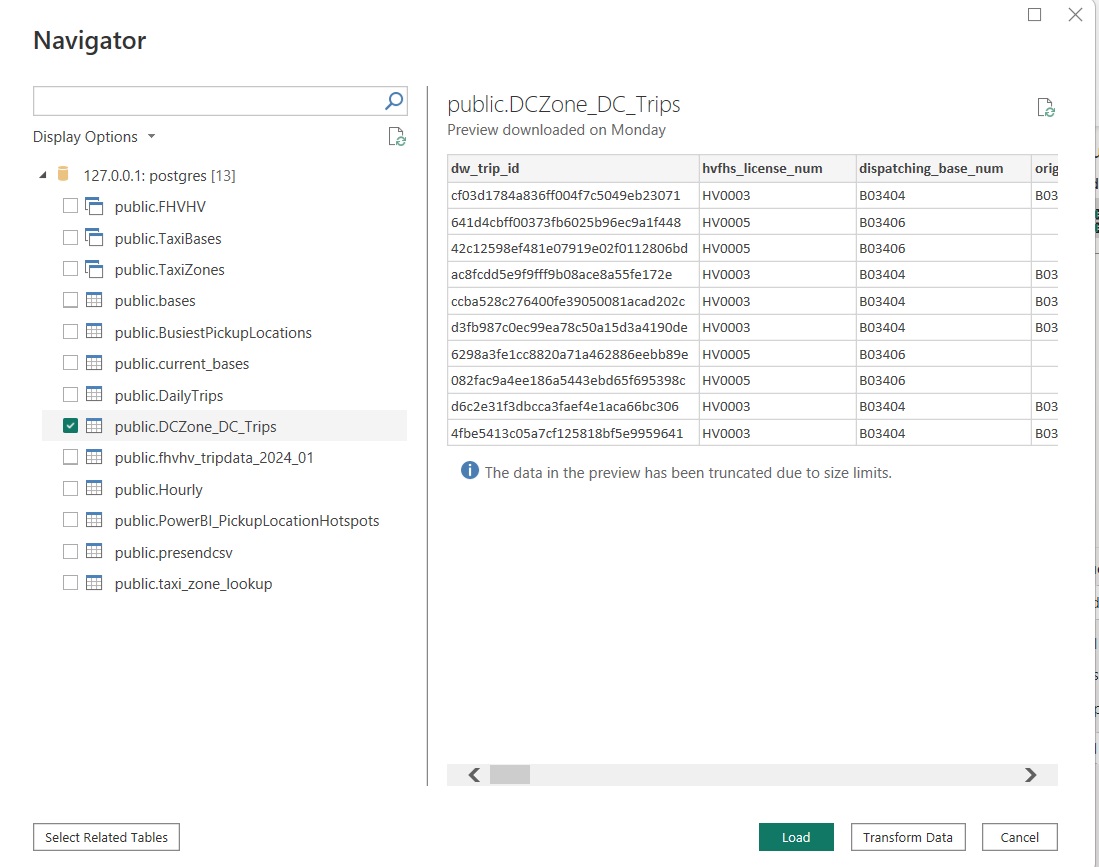 Navigator
Display Options
127.0.0.1: postgres [13]
public.FHVHV
public.TaxiBases
public.TaxiZones
public.bases
public.BusiestPickupLocations
public.current_bases
public.DailyTrips
public.DCZone_DC_Trips
public.fhvhv_tripdata_2024_01
public.Hourly
public.PowerBI_PickupLocationHotspots
public.presendcsv
public.taxi_zone_lookup
public.DCZone_DC_Trips
Preview downloaded on Monday
dw_trip_id hvfhs_license_num dispatching_base_num orig
cf03d1784a836ff004f7c5049eb23071 HV0003 B03404 B03
641d4cbff00373fb6025b96ec9a1f448 HV0005 B03406
42c12598ef481e07919e02f0112806bd HV0005 B03406
ac8fcdd5e9f9fff9b08ace8a55fe172e HV0003 B03404 B03
ccba528c276400fe39050081acad202c HV0003 B03404 B03
d3fb987c0ec99ea78c50a15d3a4190de HV0003 B03404 B03
6298a3fe1cc8820a71a462886eebb89e HV0005 B03406
082fac9a4ee186a5443ebd65f695398c HV0005 B03406
d6c2e31f3dbcca3faef4e1aca66bc306 HV0003 B03404 B03
4fbe5413c05a7cf125818bf5e9959641 HV0003 B03404 B03
The data in the preview has been truncated due to size limits.
Select Related Tables
Load
Transform Data
Cancel